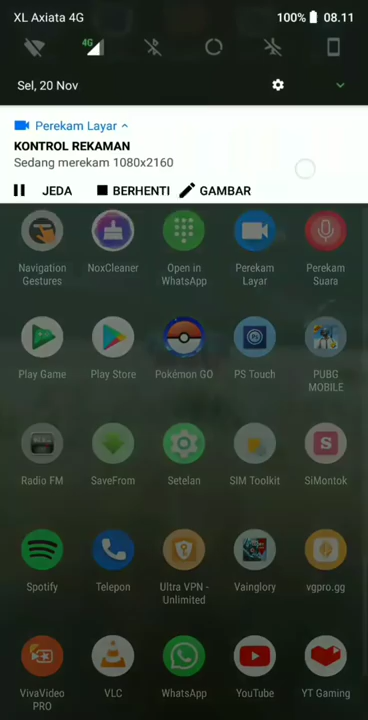 XL Axiata 4G 100% 08.11
4G
Sel, 20 Nov
Perekam Layar
KONTROL REKAMAN
Sedang merekam 1080x2160
JEDA BERHENTI GAMBAR
Navigation Gestures
NoxCleaner
Open in WhatsApp
Perekam Layar
Perekam Suara
Play Game
Play Store
Pokémon GO
PS Touch
PUBG MOBILE
Radio FM
SaveFrom
Setelan
SIM Toolkit
SiMontok
Spotify
Telepon
Ultra VPN - Unlimited
Vainglory
vgpro.gg
VivaVideo PRO
VLC
WhatsApp
YouTube
YT Gaming